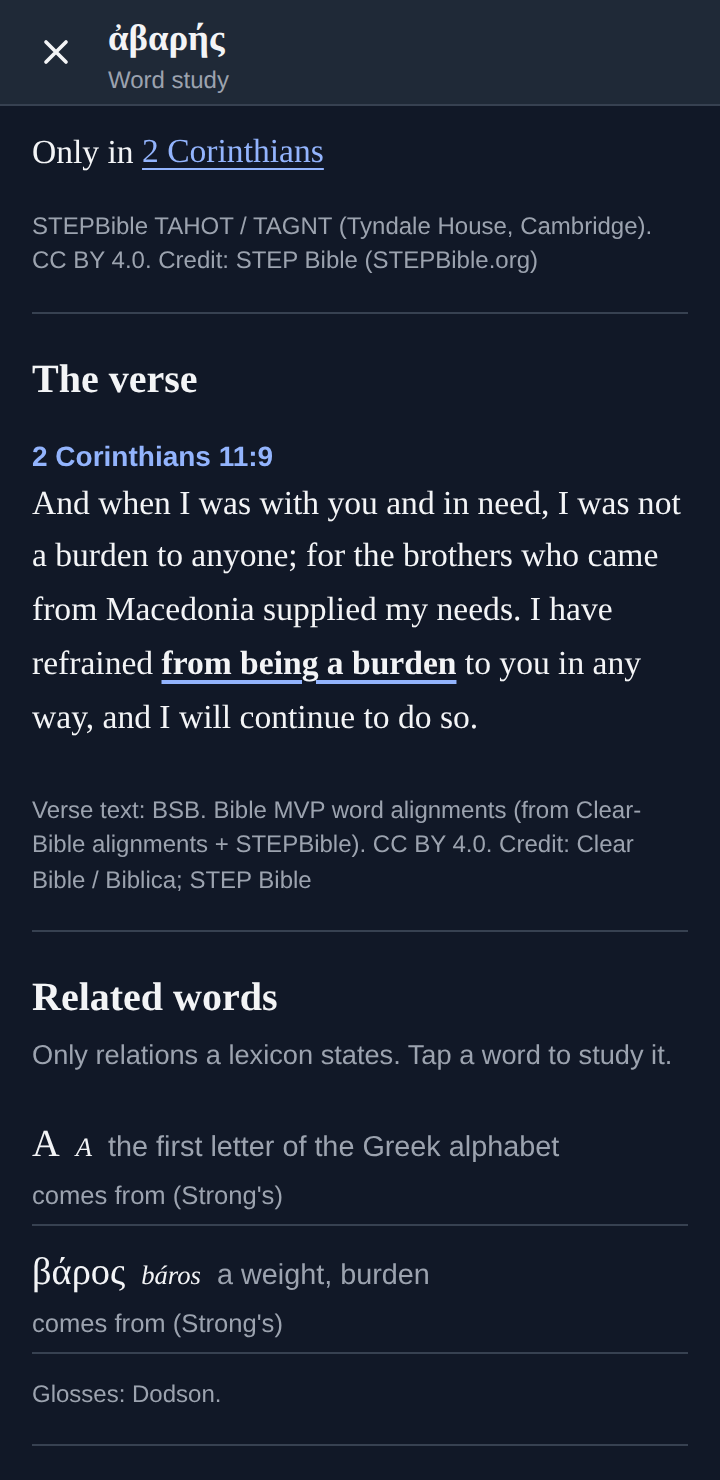 ἀβαρής
Word study
Only in 2 Corinthians
STEPBible TAHOT / TAGNT (Tyndale House, Cambridge).
CC BY 4.0. Credit: STEP Bible (STEPBible.org)
The verse
2 Corinthians 11:9
And when I was with you and in need, I was not
a burden to anyone; for the brothers who came
from Macedonia supplied my needs. I have
refrained from being a burden to you in any
way, and I will continue to do so.
Verse text: BSB. Bible MVP word alignments (from Clear-
Bible alignments + STEPBible). CC BY 4.0. Credit: Clear
Bible / Biblica; STEP Bible
Related words
Only relations a lexicon states. Tap a word to study it.
Α A the first letter of the Greek alphabet
comes from (Strong's)
βάρος báros a weight, burden
comes from (Strong's)
Glosses: Dodson.